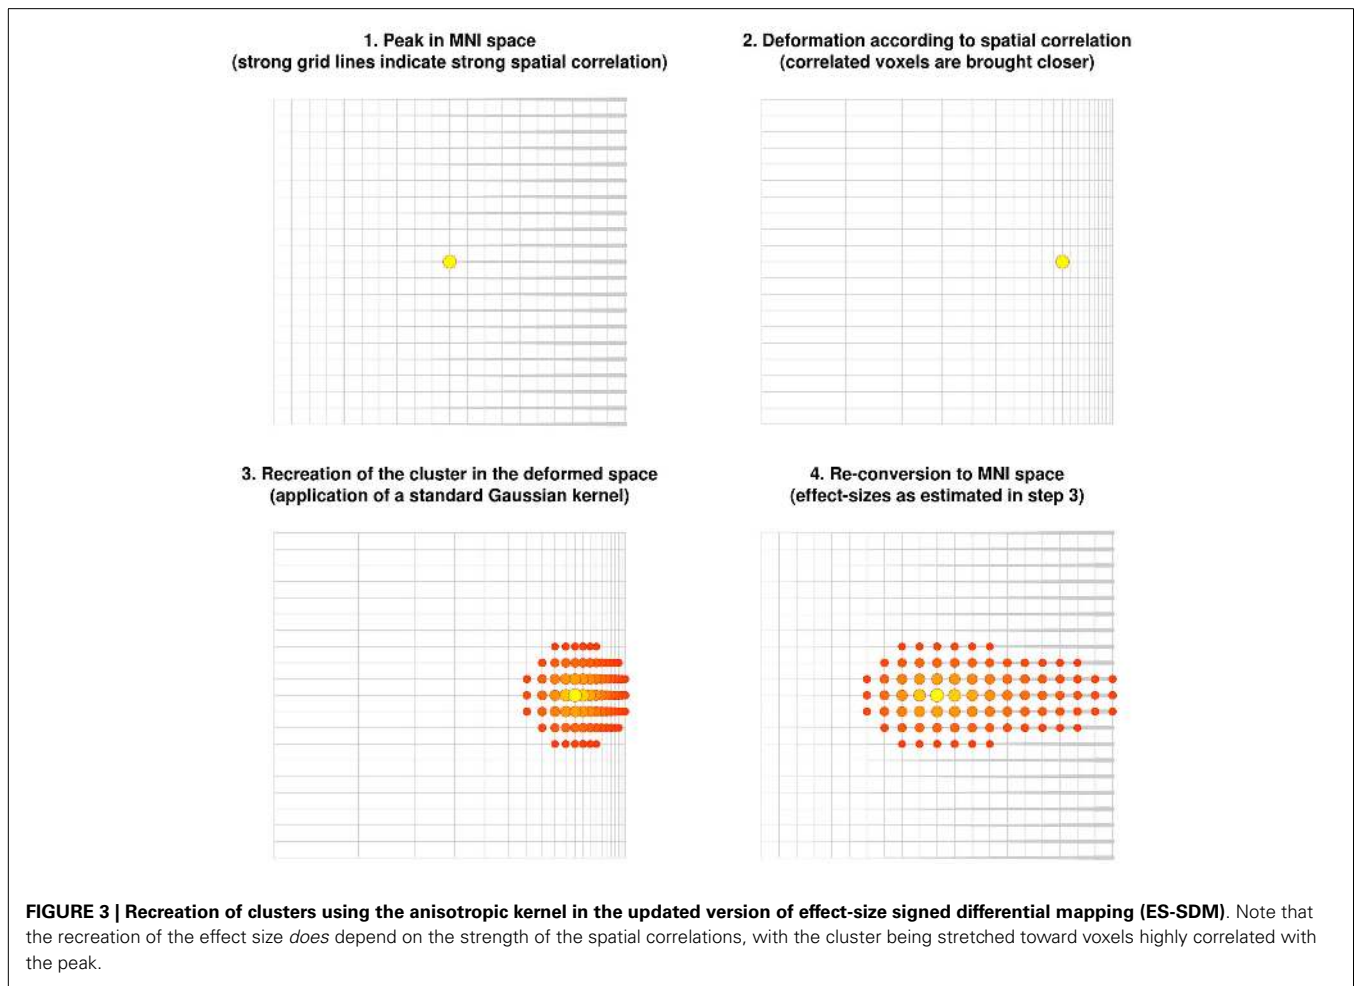 1. Peak in MNI space
(strong grid lines indicate strong spatial correlation)
2. Deformation according to spatial correlation
(correlated voxels are brought closer)
3. Recreation of the cluster in the deformed space
(application of a standard Gaussian kernel)
4. Re-conversion to MNI space
(effect-sizes as estimated in step 3)
FIGURE 3 | Recreation of clusters using the anisotropic kernel in the updated version of effect-size signed differential mapping (ES-SDM). Note that
the recreation of the effect size does depend on the strength of the spatial correlations, with the cluster being stretched toward voxels highly correlated with
the peak.